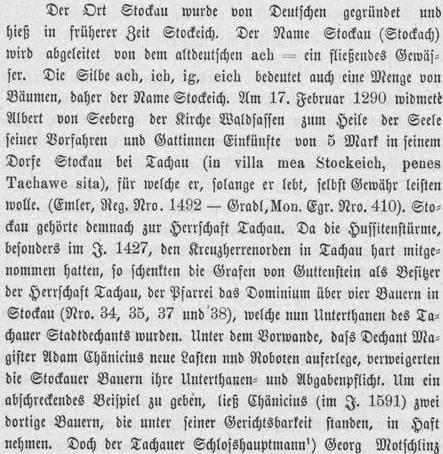 Der Ort Stockau wurde von Deutschen gegründet und
hieß in früherer Zeit Stockeich. Der Name Stockau (Stockach)
wird abgeleitet von dem altdeutschen ach — ein fließendes Gewäs-
ser. Die Silbe ach, ich, ig, eich bedeutet auch eine Menge von
Bäumen, daher der Name Stockeich. Am 17. Februar 1290 widmete
Albert von Seeberg der Kirche Waldsassen zum Heile der Seele
seiner Vorfahren und Gattinnen Einkünfte von 5 Mark in seinem
Dorfe Stockau bei Tachau (in villa mea Stockeich, penes
Tachawe sita), für welche er, solange er lebt, selbst Gewähr leisten
wolle. (Emler, Reg. Nro. 1492 — Gradl, Mon. Egr. Nro. 410). Sto-
ckau gehörte demnach zur Herrschaft Tachau. Da die Hussitenstürme,
besonders im J. 1427, den Kreuzherrenorden in Tachau hart mitge-
nommen hatten, so schenkten die Grafen von Guttenstein als Besitzer
der Herrschaft Tachau, der Pfarrei das Dominium über vier Bauern in
Stockau (Nro. 34, 35, 37 und 38), welche nun Unterthanen des Ta-
chauer Stadtdechants wurden. Unter dem Vorwande, dass Dechant Ma-
gister Adam Chänicius neue Lasten und Roboten auferlege, verweigerten
die Stockauer Bauern ihre Unterthanen- und Abgabenpflicht. Um ein
abschreckendes Beispiel zu geben, ließ Chänicius (im J. 1591) zwei
dortige Bauern, die unter seiner Gerichtsbarkeit standen, in Haft
nehmen. Doch der Tachauer Schlosshauptmann¹) Georg Motschlinz